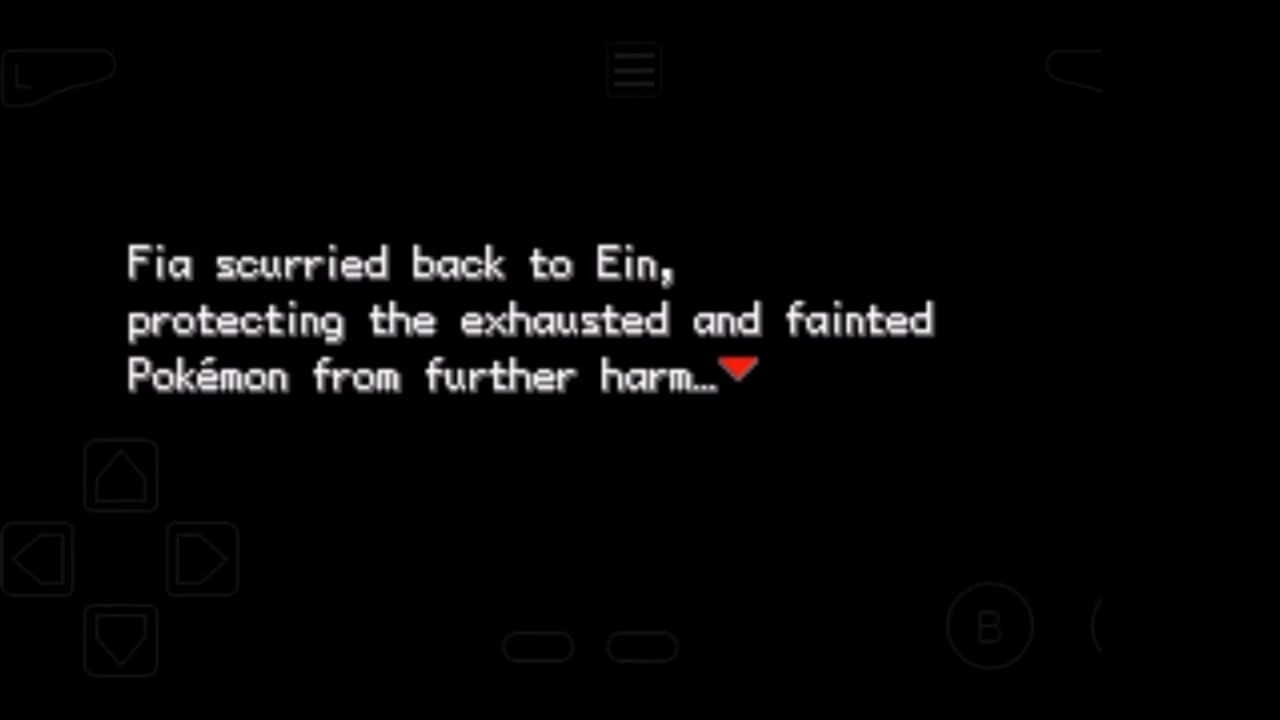 L
Fia scurried back to Ein,
protecting the exhausted and fainted
Pokémon from further harm…
B